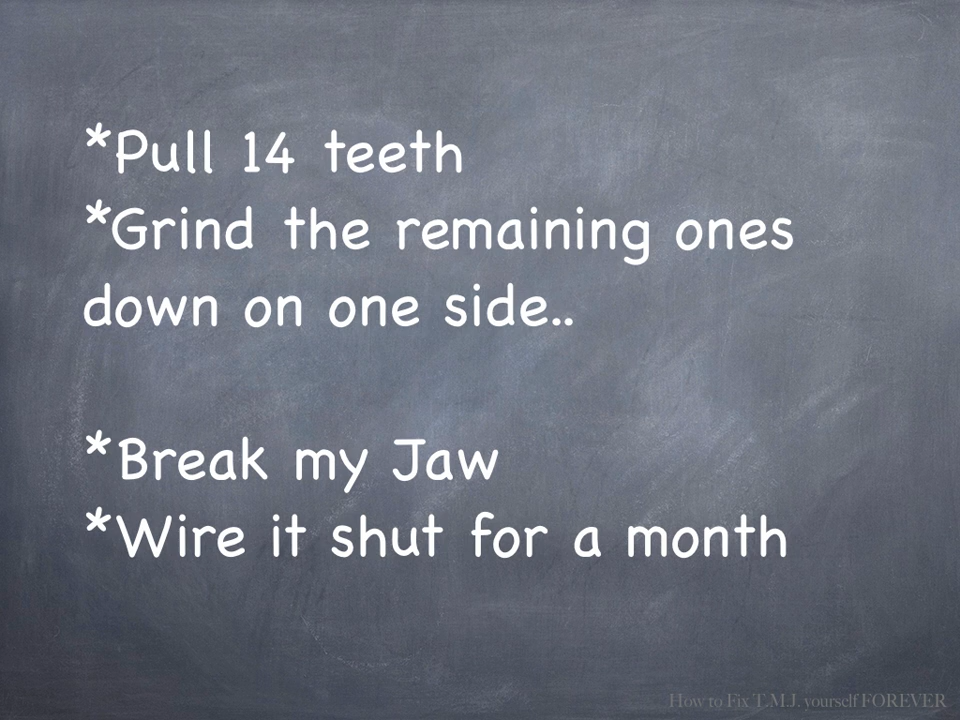 *Pull 14 teeth
*Grind the remaining ones
down on one side..
*Break my Jaw
*Wire it shut for a month
How to Fix T.M.J. yourself FOREVER